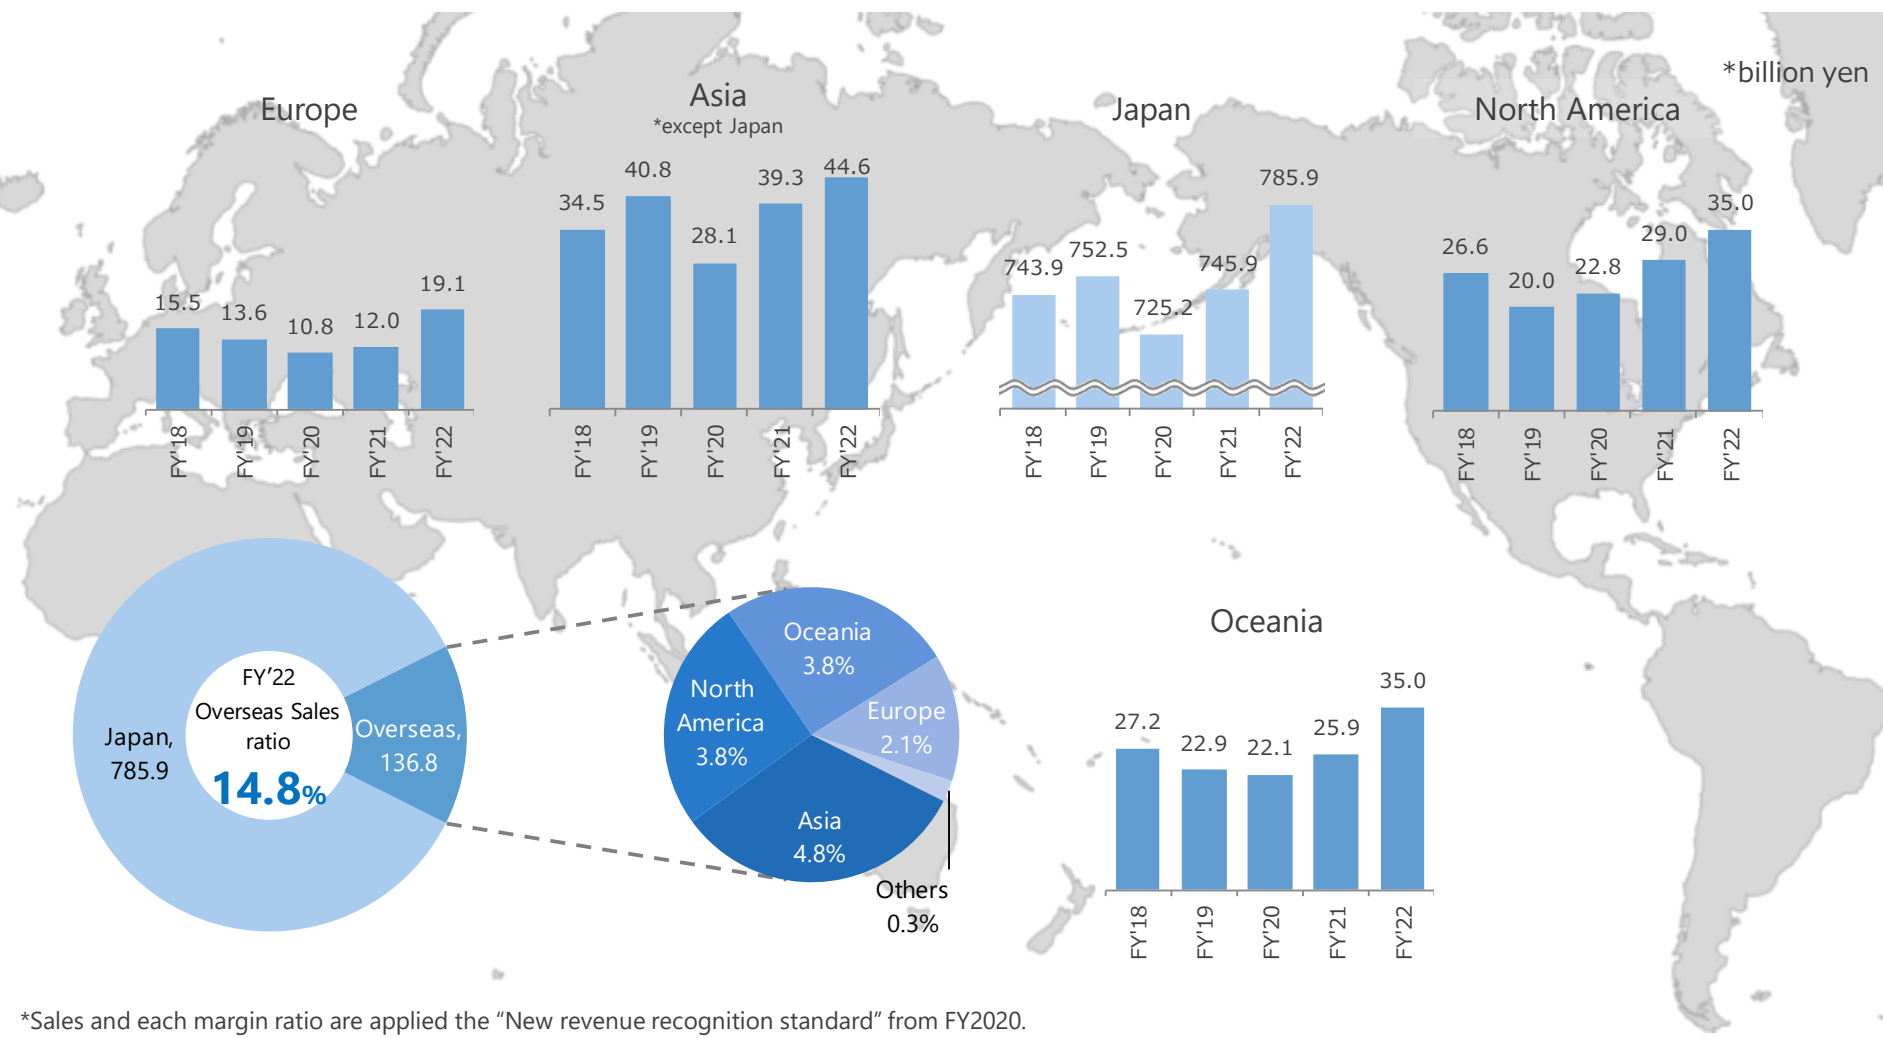 *billion yen
Europe
15.5
13.6
10.8
12.0
19.1
FY'18
FY'19
FY'20
FY'21
FY'22
Asia
*except Japan
34.5
40.8
28.1
39.3
44.6
FY'18
FY'19
FY'20
FY'21
FY'22
Japan
743.9
752.5
725.2
745.9
785.9
FY'18
FY'19
FY'20
FY'21
FY'22
North America
26.6
20.0
22.8
29.0
35.0
FY'18
FY'19
FY'20
FY'21
FY'22
FY’22
Overseas Sales
ratio
14.8%
Japan,
785.9
Overseas,
136.8
Oceania
3.8%
North
America
3.8%
Europe
2.1%
Asia
4.8%
Others
0.3%
Oceania
27.2
22.9
22.1
25.9
35.0
FY'18
FY'19
FY'20
FY'21
FY'22
*Sales and each margin ratio are applied the “New revenue recognition standard” from FY2020.